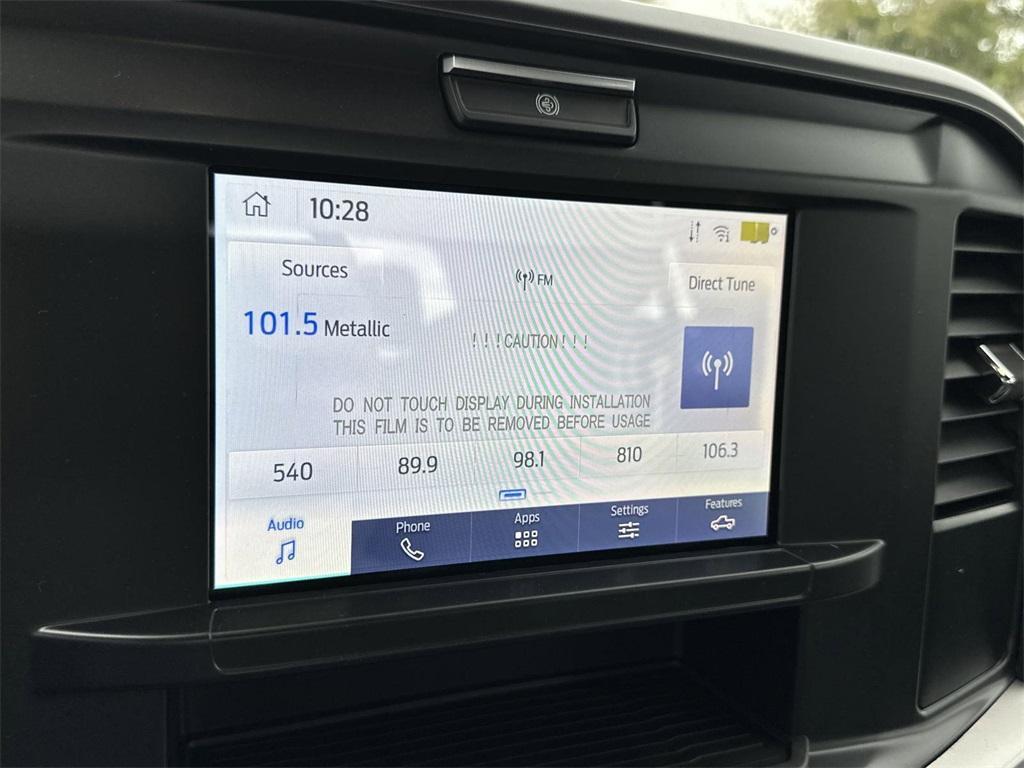 10:28
Sources
FM
Direct Tune
101.5 Metallic
! ! !CAUTION! ! !
DO NOT TOUCH DISPLAY DURING INSTALLATION
THIS FILM IS TO BE REMOVED BEFORE USAGE
540 89.9 98.1 810 106.3
Audio Phone Apps Settings Features